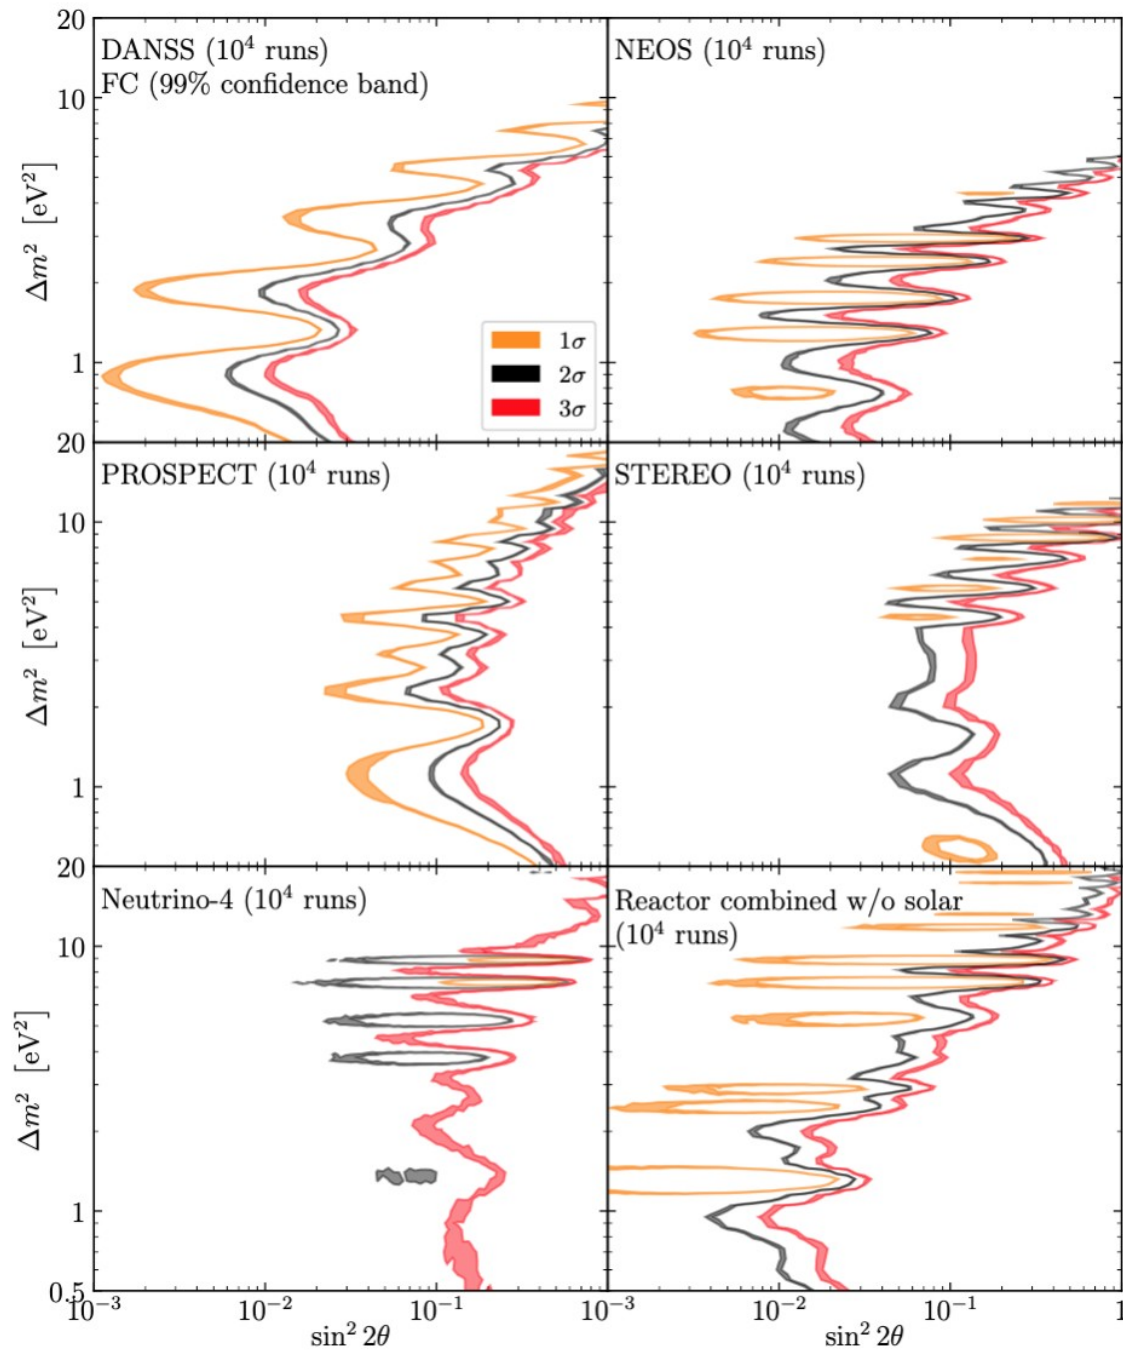 20
DANSS (10⁴ runs)
FC (99% confidence band)
NEOS (10⁴ runs)
10
Δm² [eV²]
1σ
2σ
3σ
1
20
PROSPECT (10⁴ runs)
STEREO (10⁴ runs)
10
Δm² [eV²]
1
20
Neutrino-4 (10⁴ runs)
Reactor combined w/o solar
(10⁴ runs)
10
Δm² [eV²]
1
0.5
10⁻³ 10⁻² 10⁻¹ 10⁻³ 10⁻² 10⁻¹ 1
sin² 2θ sin² 2θ